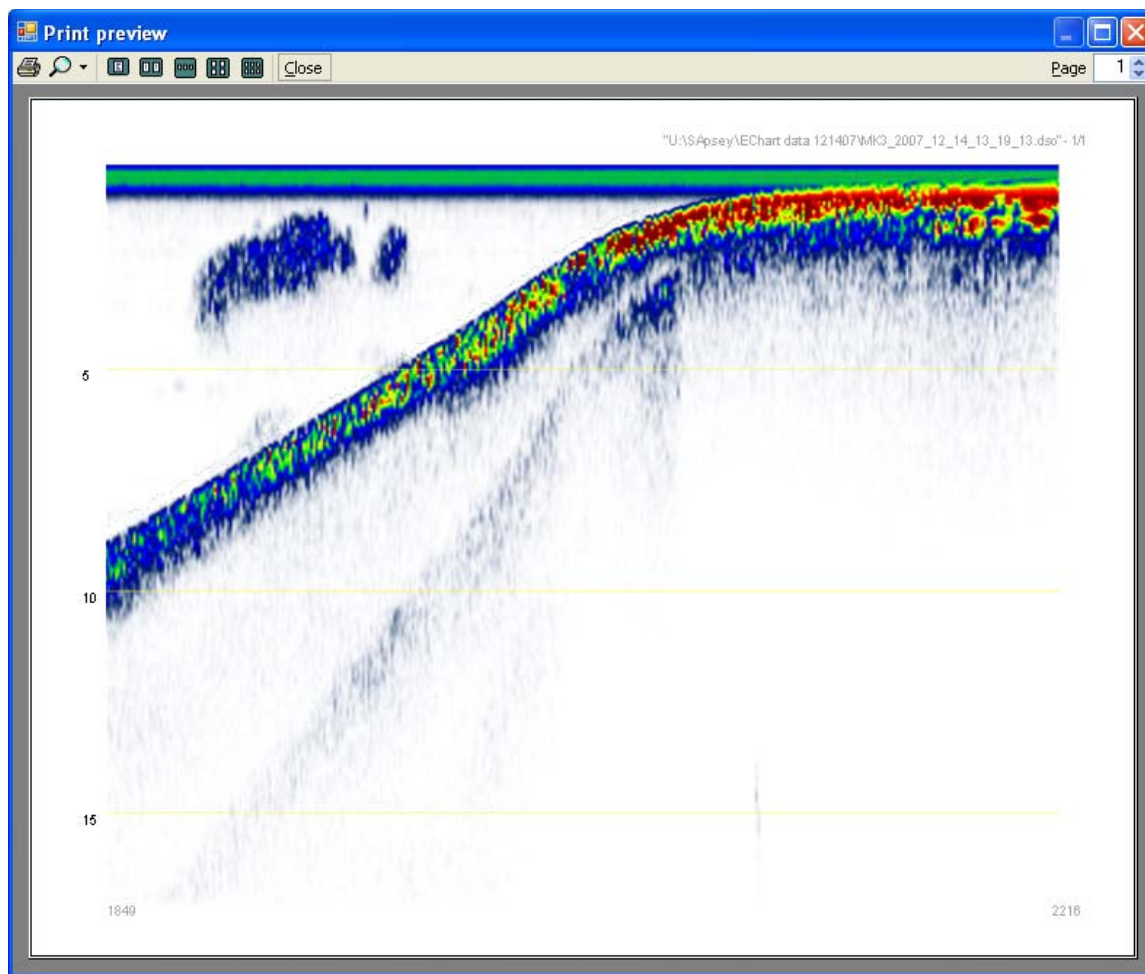 Print preview
Close Page 1
"U:\SApsey\EChart data 121407\MK3_2007_12_14_13_19_13.dso"- 1/1
5
10
15
1849 2216